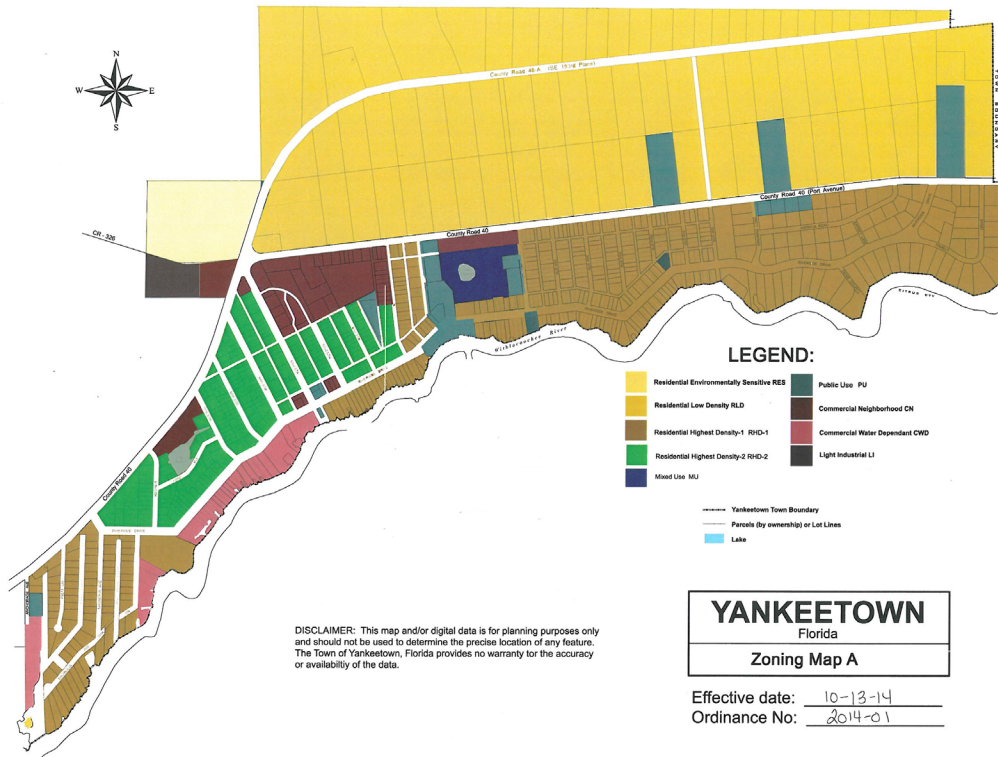 N
W
E
S
County Road 40-A (SE 193rd Place)
TOWN BOUNDARY
County Road 40 (Port Avenue)
CR - 326
County Road 40
Withlacoochee River
RIVERSIDE DRIVE
County Road 40
LEGEND:
Residential Environmentally Sensitive RES
Residential Low Density RLD
Residential Highest Density-1 RHD-1
Residential Highest Density-2 RHD-2
Mixed Use MU
Public Use PU
Commercial Neighborhood CN
Commercial Water Dependant CWD
Light Industrial LI
Yankeetown Town Boundary
Parcels (by ownership) or Lot Lines
Lake
DISCLAIMER: This map and/or digital data is for planning purposes only
and should not be used to determine the precise location of any feature.
The Town of Yankeetown, Florida provides no warranty tor the accuracy
or availabiltiy of the data.
YANKEETOWN
Florida
Zoning Map A
Effective date: 10-13-14
Ordinance No: 2014-01